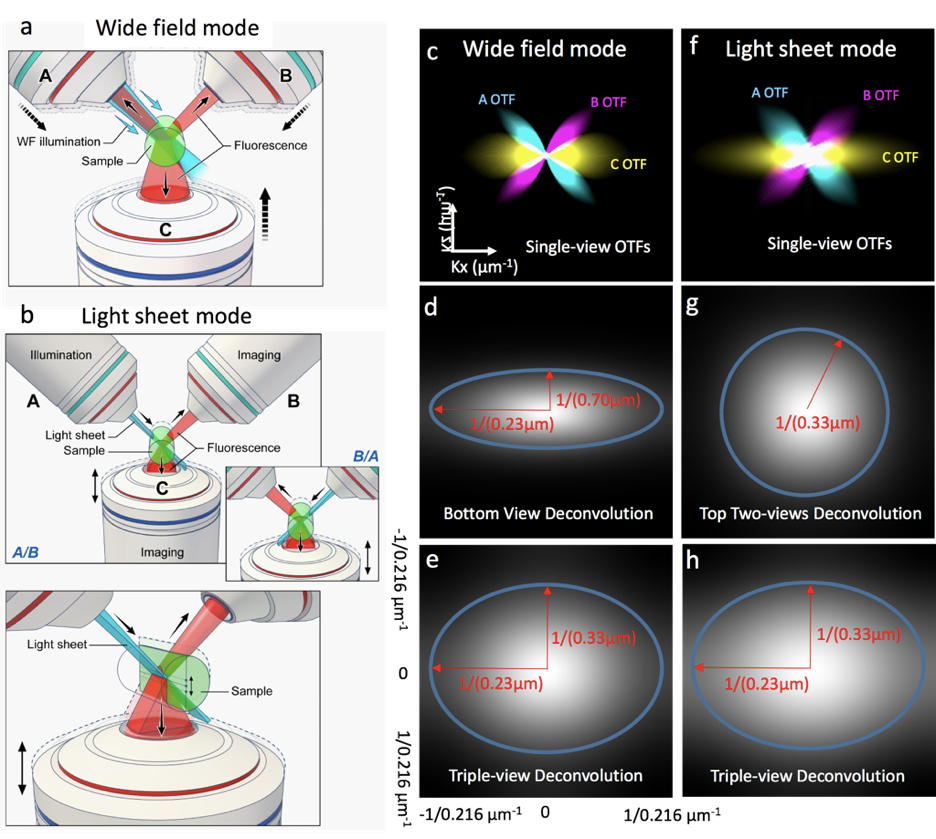 a
Wide field mode
A
B
WF illumination
Sample
Fluorescence
C
b
Light sheet mode
Illumination
Imaging
A
B
Light sheet
Sample
Fluorescence
C
B/A
A/B
Imaging
Light sheet
Sample
c
Wide field mode
A OTF
B OTF
C OTF
Kz (μm⁻¹)
Kx (μm⁻¹)
Single-view OTFs
f
Light sheet mode
A OTF
B OTF
C OTF
Single-view OTFs
d
1/(0.70μm)
1/(0.23μm)
Bottom View Deconvolution
g
1/(0.33μm)
Top Two-views Deconvolution
e
1/(0.33μm)
1/(0.23μm)
Triple-view Deconvolution
h
1/(0.33μm)
1/(0.23μm)
Triple-view Deconvolution
-1/0.216 μm⁻¹
0
1/0.216 μm⁻¹
-1/0.216 μm⁻¹
0
1/0.216 μm⁻¹